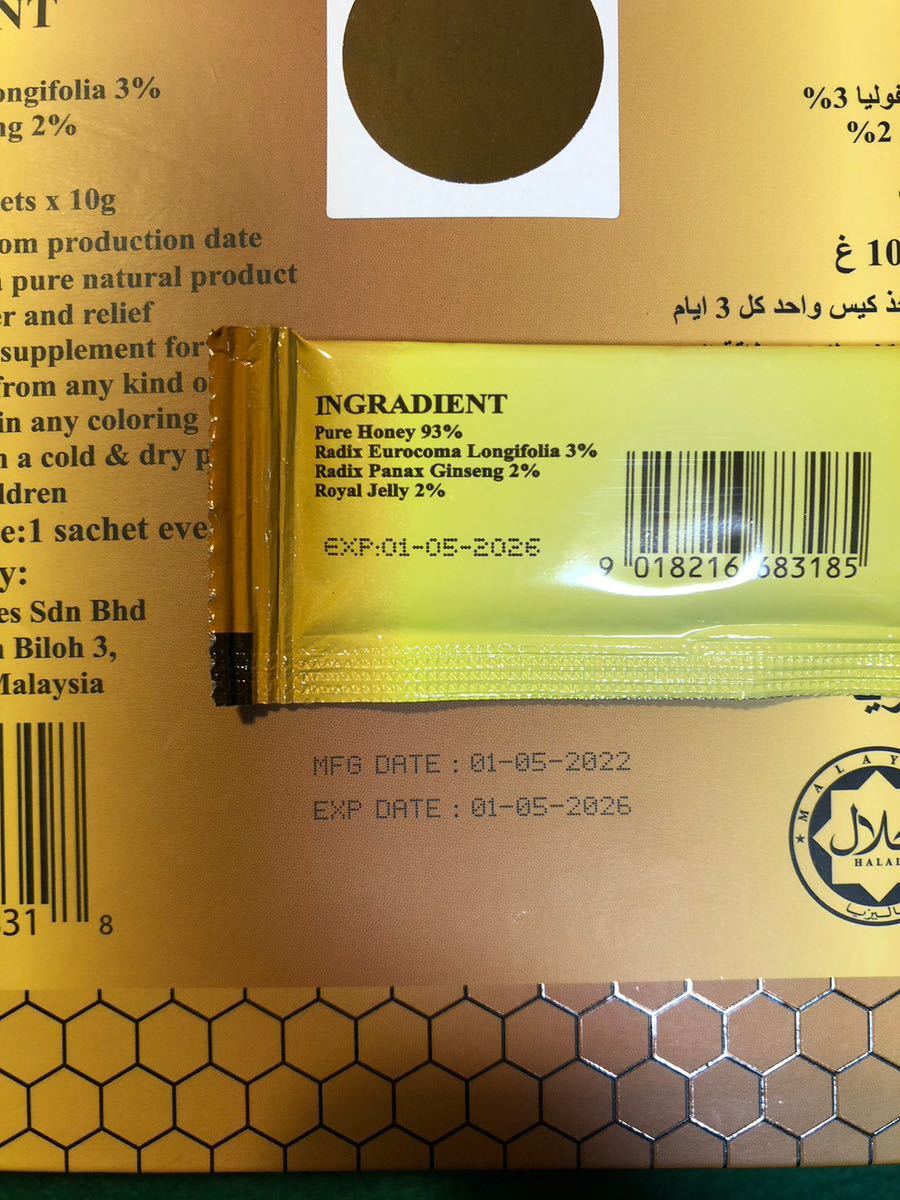 NT
ongifolia 3%
ng 2%
ets x 10g
om production date
a pure natural product
er and relief
supplement for
from any kind o
in any coloring
n a cold & dry p
ldren
e:1 sachet eve
y:
es Sdn Bhd
n Biloh 3,
Malaysia
31 8
فوليا 3%
2%
10 غ
خذ كيس واحد كل 3 ايام
INGRADIENT
Pure Honey 93%
Radix Eurocoma Longifolia 3%
Radix Panax Ginseng 2%
Royal Jelly 2%
EXP:01-05-2026
9 018216 683185
MFG DATE : 01-05-2022
EXP DATE : 01-05-2026
MALAY
حلال
HALAL
ماليزيا